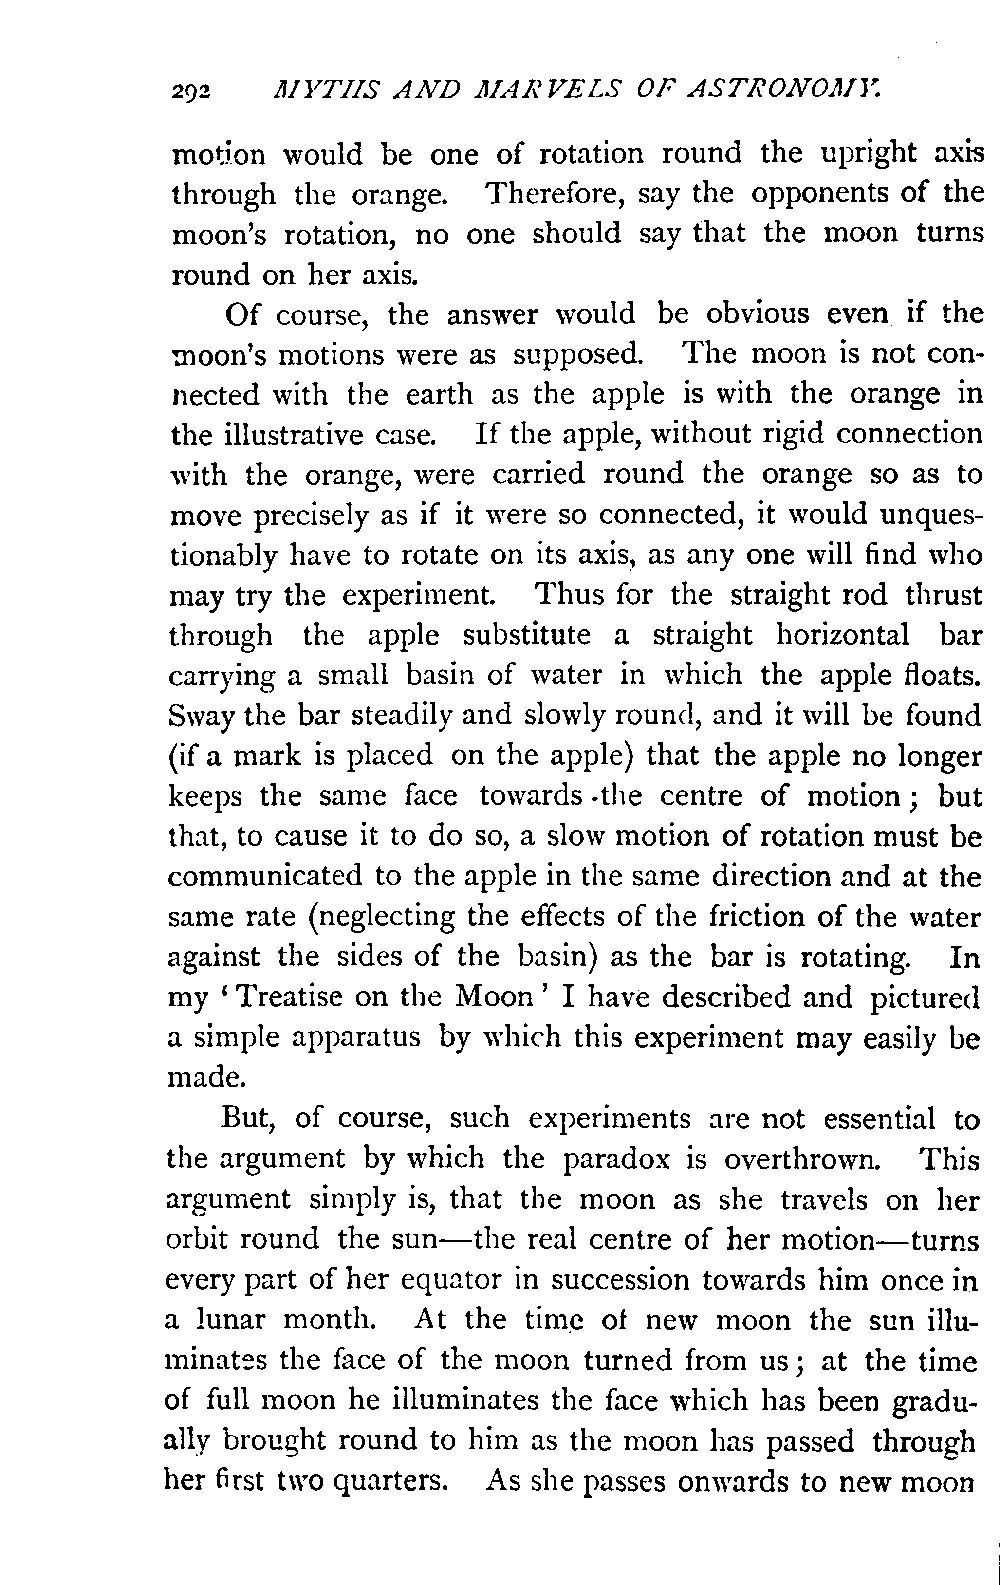 292 MYTHS AND MARVELS OF ASTRONOMY.
motion would be one of rotation round the upright axis
through the orange. Therefore, say the opponents of the
moon's rotation, no one should say that the moon turns
round on her axis.
Of course, the answer would be obvious even if the
moon's motions were as supposed. The moon is not con-
nected with the earth as the apple is with the orange in
the illustrative case. If the apple, without rigid connection
with the orange, were carried round the orange so as to
move precisely as if it were so connected, it would unques-
tionably have to rotate on its axis, as any one will find who
may try the experiment. Thus for the straight rod thrust
through the apple substitute a straight horizontal bar
carrying a small basin of water in which the apple floats.
Sway the bar steadily and slowly round, and it will be found
(if a mark is placed on the apple) that the apple no longer
keeps the same face towards the centre of motion; but
that, to cause it to do so, a slow motion of rotation must be
communicated to the apple in the same direction and at the
same rate (neglecting the effects of the friction of the water
against the sides of the basin) as the bar is rotating. In
my 'Treatise on the Moon' I have described and pictured
a simple apparatus by which this experiment may easily be
made.
But, of course, such experiments are not essential to
the argument by which the paradox is overthrown. This
argument simply is, that the moon as she travels on her
orbit round the sun—the real centre of her motion—turns
every part of her equator in succession towards him once in
a lunar month. At the time of new moon the sun illu-
minates the face of the moon turned from us; at the time
of full moon he illuminates the face which has been gradu-
ally brought round to him as the moon has passed through
her first two quarters. As she passes onwards to new moon